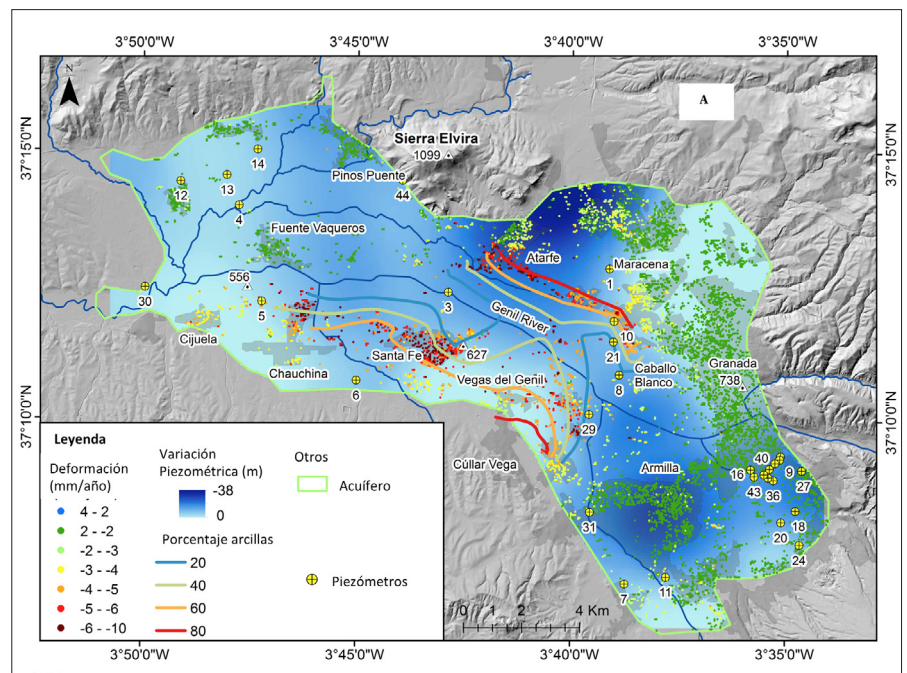 3°50'0"W 3°45'0"W 3°40'0"W 3°35'0"W
N
A
Sierra Elvira
1099
37°15'0"N
37°15'0"N
14
Pinos Puente
13
12
44
4
Fuente Vaqueros
Atarfe
Maracena
1
556
30
3
5
Genil River
10
Cijuela
21
Santa Fe
627
Granada
738
Caballo
Blanco
Chauchina
Vegas del Genil
8
6
37°10'0"N
37°10'0"N
29
Cúllar Vega
Armilla
40
16
9
43
36
27
31
18
20
24
11
7
Leyenda
Deformación
(mm/año)
4 - 2
2 - -2
-2 - -3
-3 - -4
-4 - -5
-5 - -6
-6 - -10
Variación
Piezométrica (m)
-38
0
Porcentaje arcillas
20
40
60
80
Otros
Acuífero
Piezómetros
0 1 2 4 Km
3°50'0"W 3°45'0"W 3°40'0"W 3°35'0"W